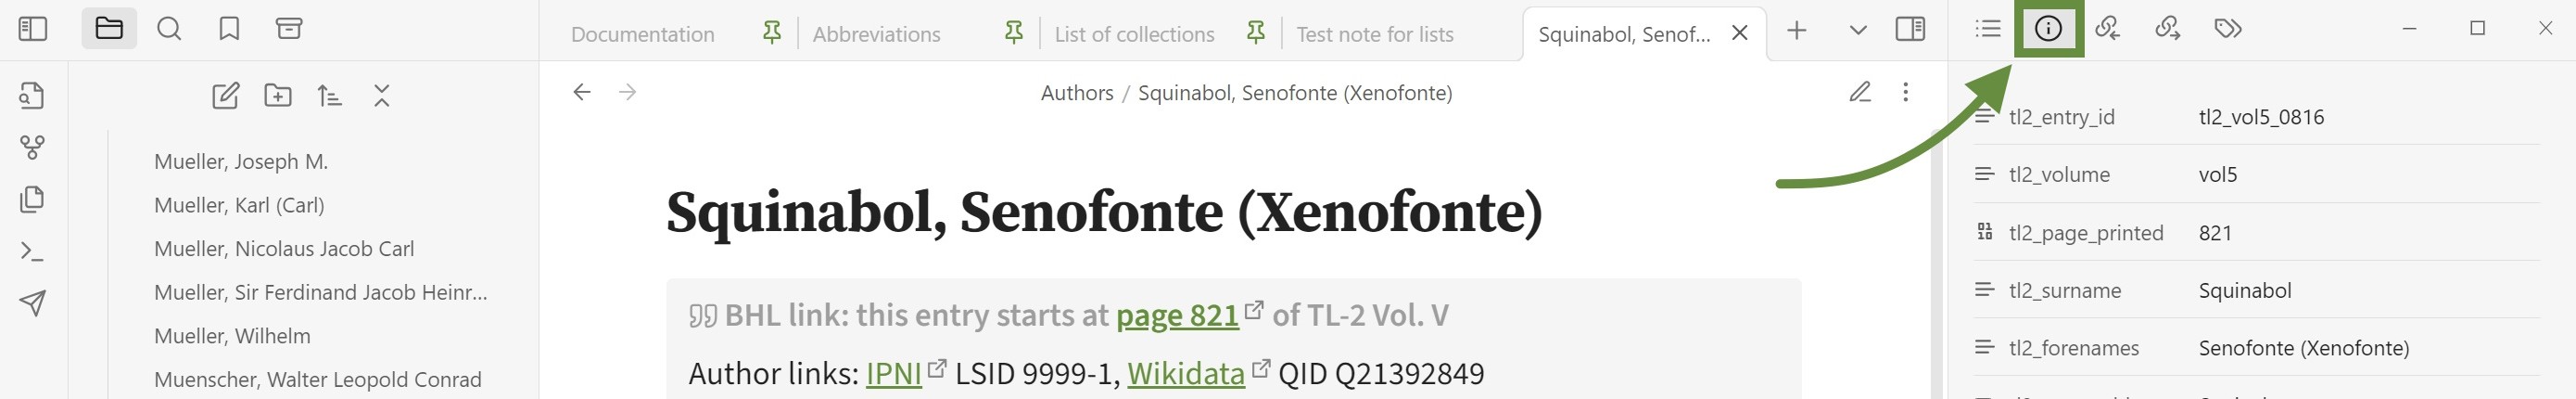 Documentation
Abbreviations
List of collections
Test note for lists
Squinabol, Senof...
Authors / Squinabol, Senofonte (Xenofonte)
Mueller, Joseph M.
Mueller, Karl (Carl)
Mueller, Nicolaus Jacob Carl
Mueller, Sir Ferdinand Jacob Heinr...
Mueller, Wilhelm
Muenscher, Walter Leopold Conrad
Squinabol, Senofonte (Xenofonte)
BHL link: this entry starts at page 821 of TL-2 Vol. V
Author links: IPNI LSID 9999-1, Wikidata QID Q21392849
tl2_entry_id tl2_vol5_0816
tl2_volume vol5
tl2_page_printed 821
tl2_surname Squinabol
tl2_forenames Senofonte (Xenofonte)